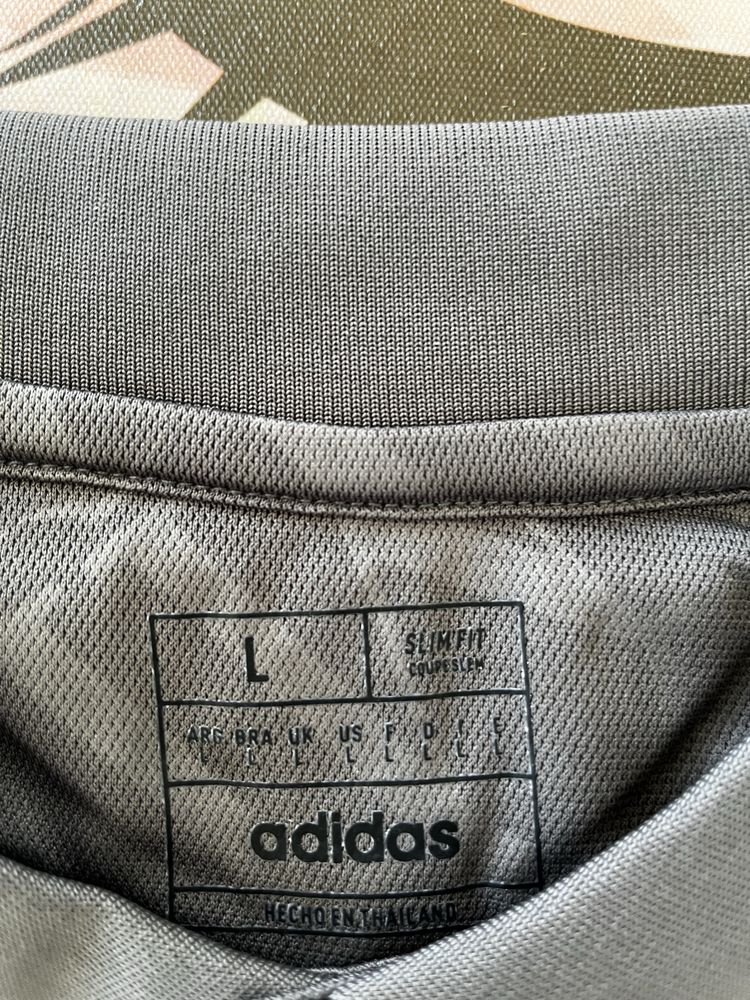 L
SLIM FIT
COUPE SLIM
ARG BRA UK US F D I E
L L L L L L L L
adidas
HECHO EN THAILAND